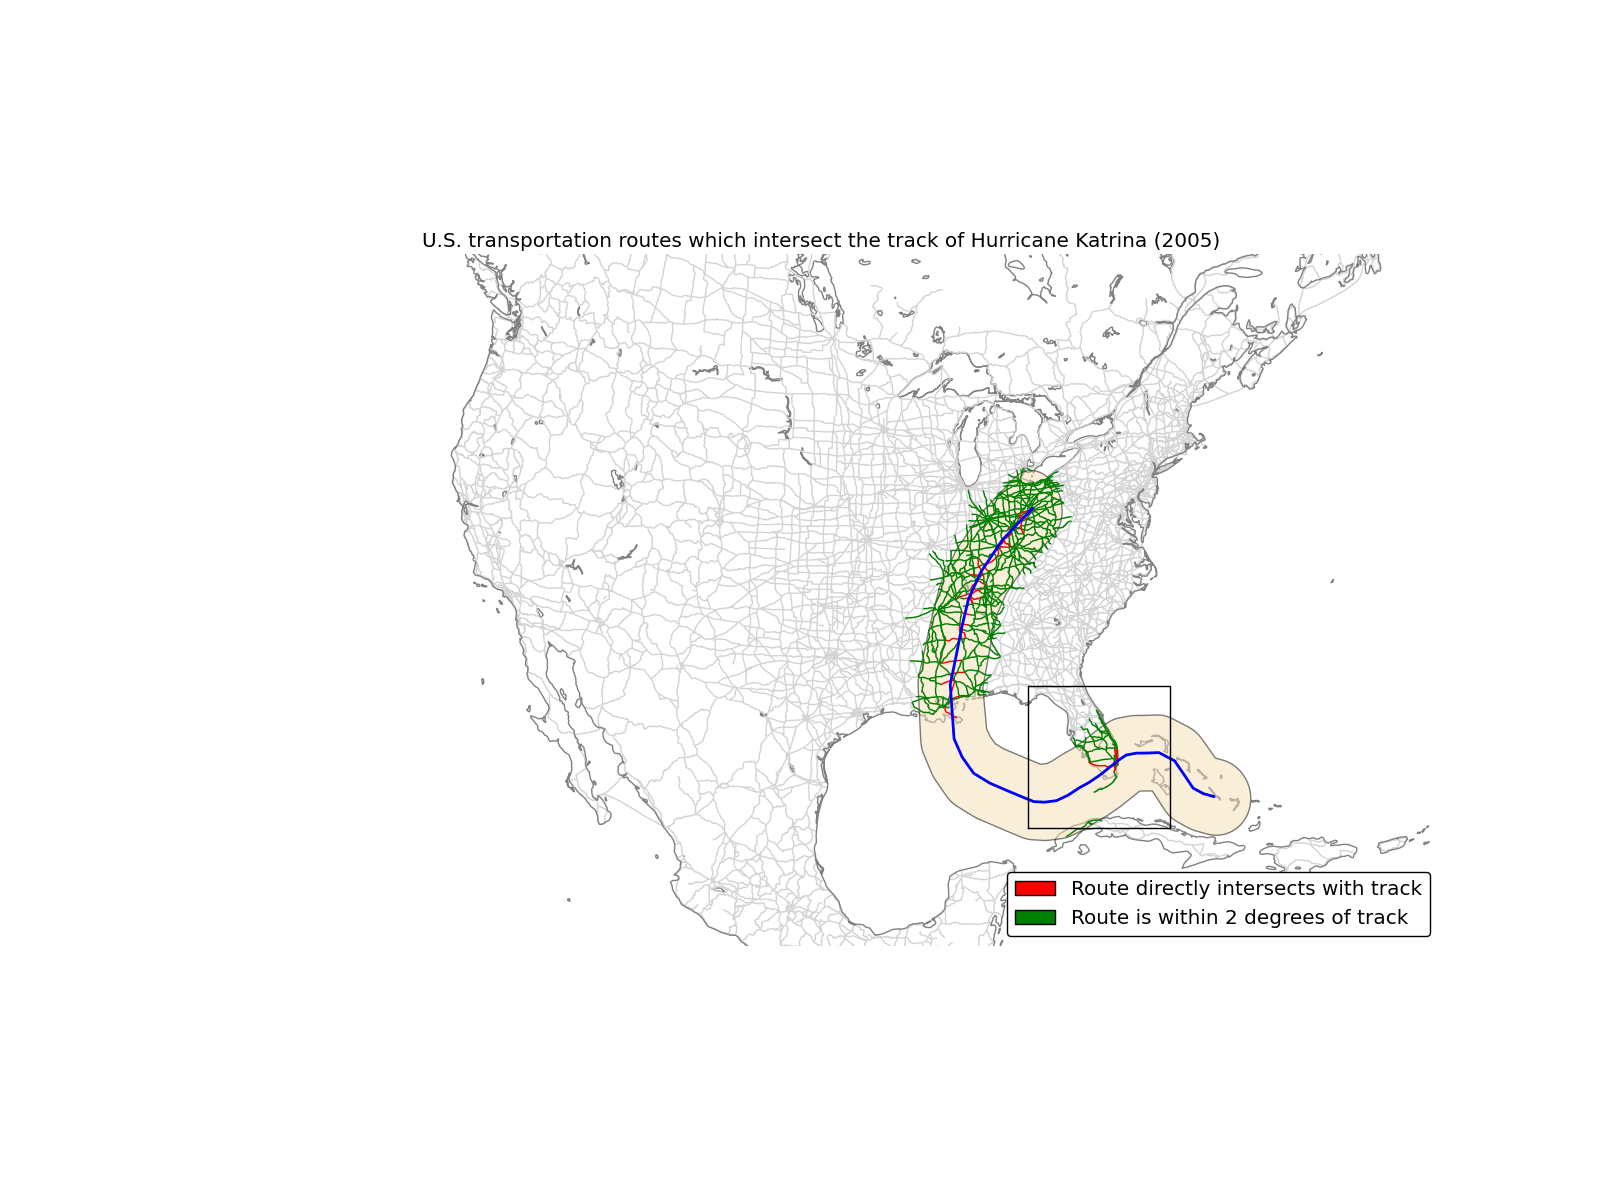 U.S. transportation routes which intersect the track of Hurricane Katrina (2005)
Route directly intersects with track
Route is within 2 degrees of track